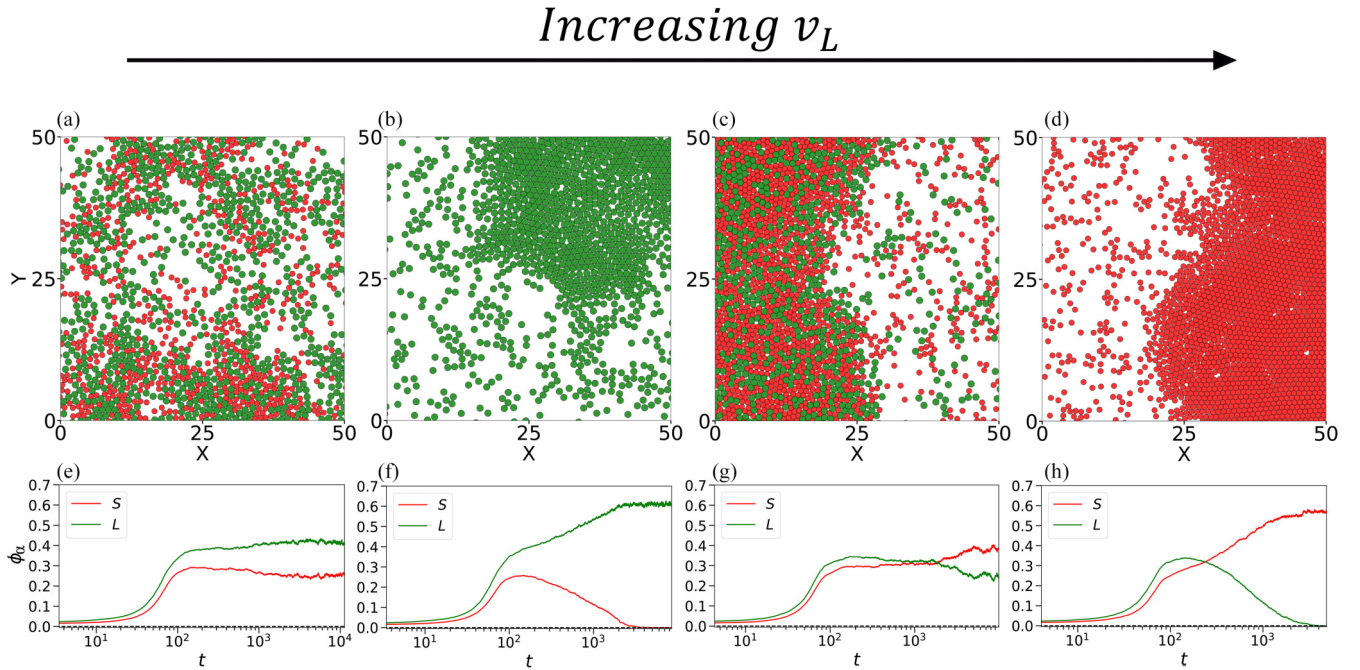 Increasing v_L
(a) (b) (c) (d)
50 50 50 50
Y 25 25 25 25
0 0 0 0
0 25 50 0 25 50 0 25 50 0 25 50
X X X X
(e) (f) (g) (h)
0.7 0.7 0.7 0.7
0.6 S 0.6 S 0.6 S 0.6 S
0.5 L 0.5 L 0.5 L 0.5 L
ϕ_α 0.4 0.4 0.4 0.4
0.3 0.3 0.3 0.3
0.2 0.2 0.2 0.2
0.1 0.1 0.1 0.1
0.0 0.0 0.0 0.0
10^1 10^2 10^3 10^4 10^1 10^2 10^3 10^1 10^2 10^3 10^1 10^2 10^3
t t t t